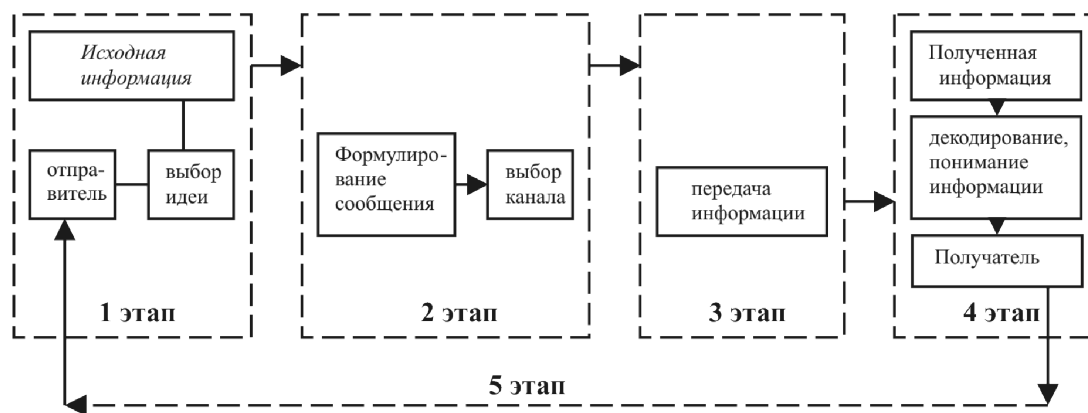 Исходная
информация
отпра-
витель
выбор
идеи
1 этап
Формулиро-
вание
сообщения
выбор
канала
2 этап
передача
информации
3 этап
Полученная
информация
декодирование,
понимание
информации
Получатель
4 этап
5 этап